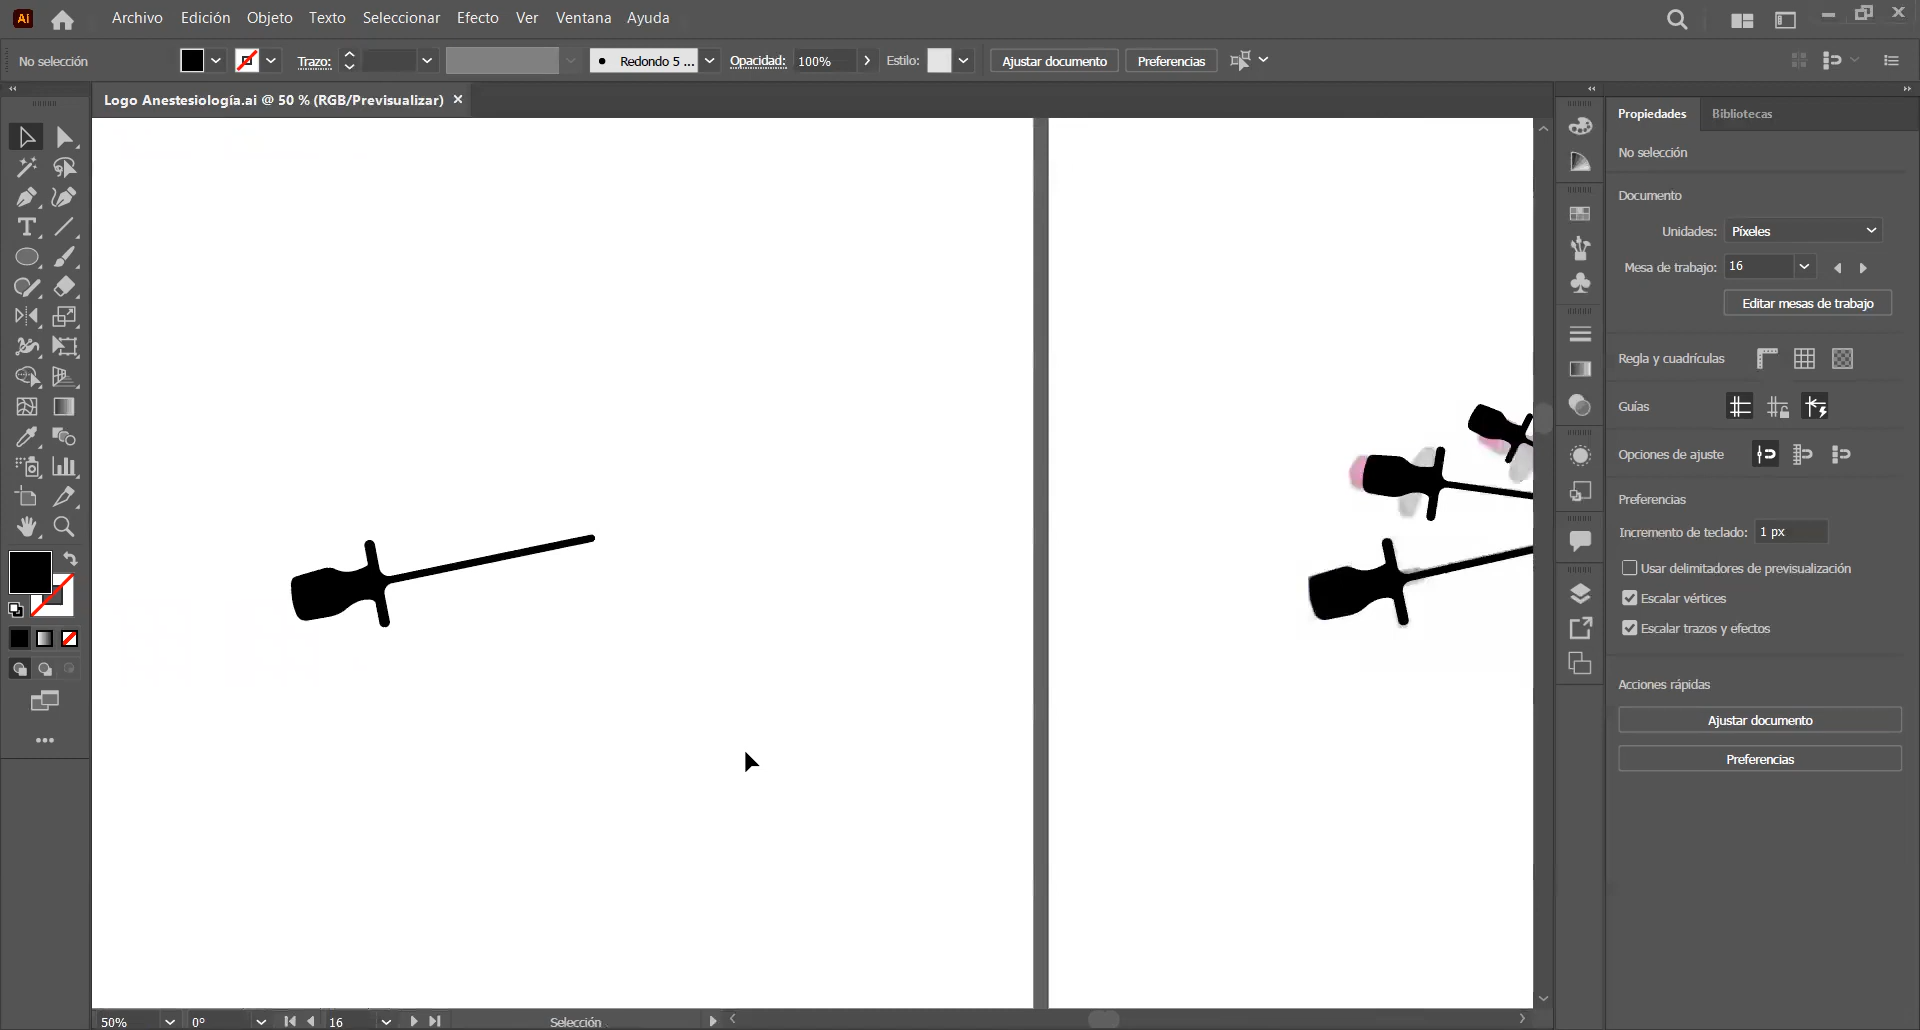 Ai Archivo Edición Objeto Texto Seleccionar Efecto Ver Ventana Ayuda
No selección Trazo: Redondo 5 ... Opacidad: 100% Estilo: Ajustar documento Preferencias
Logo Anestesiología.ai @ 50 % (RGB/Previsualizar)
Propiedades Bibliotecas
No selección
Documento
Unidades: Píxeles
Mesa de trabajo: 16
Editar mesas de trabajo
Regla y cuadrículas
Guías
Opciones de ajuste
Preferencias
Incremento de teclado: 1 px
Usar delimitadores de previsualización
Escalar vértices
Escalar trazos y efectos
Acciones rápidas
Ajustar documento
Preferencias
50% 0° 16 Selección